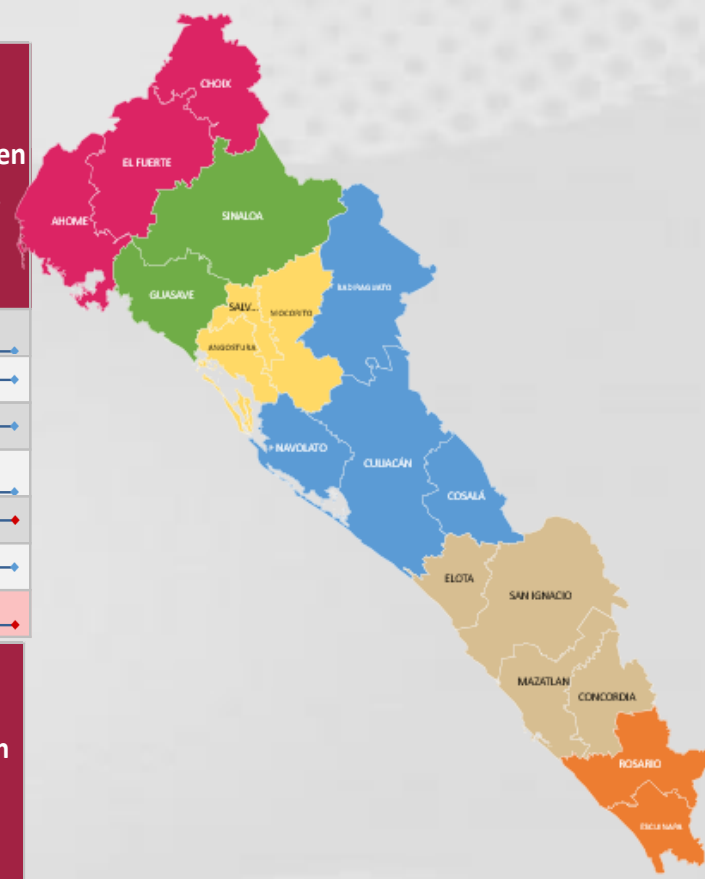 CHOIX
en
EL FUERTE
AHOME
SINALOA
BADIRAGUATO
GUASAVE
SALV...
MOCORITO
ANGOSTURA
NAVOLATO
CULIACÁN
COSALÁ
ELOTA
SAN IGNACIO
MAZATLAN
CONCORDIA
n
ROSARIO
ESCUINAPA